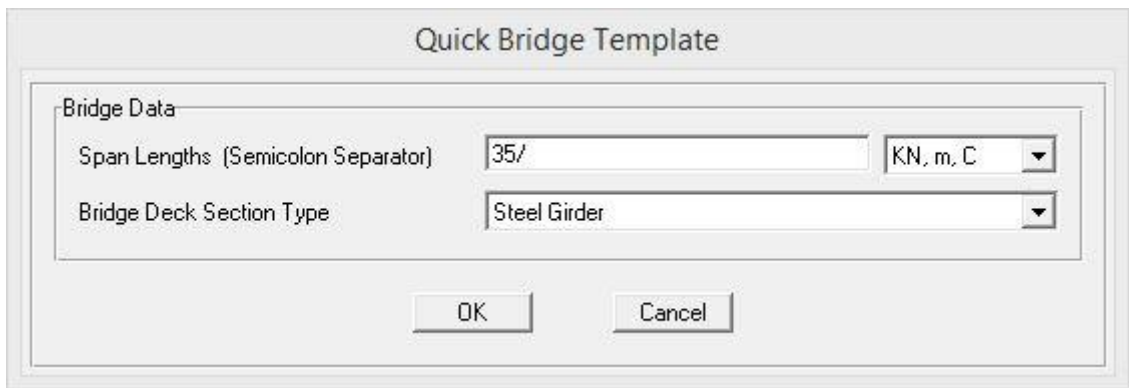 Quick Bridge Template
Bridge Data
Span Lengths (Semicolon Separator) 35/ KN, m, C
Bridge Deck Section Type Steel Girder
OK Cancel